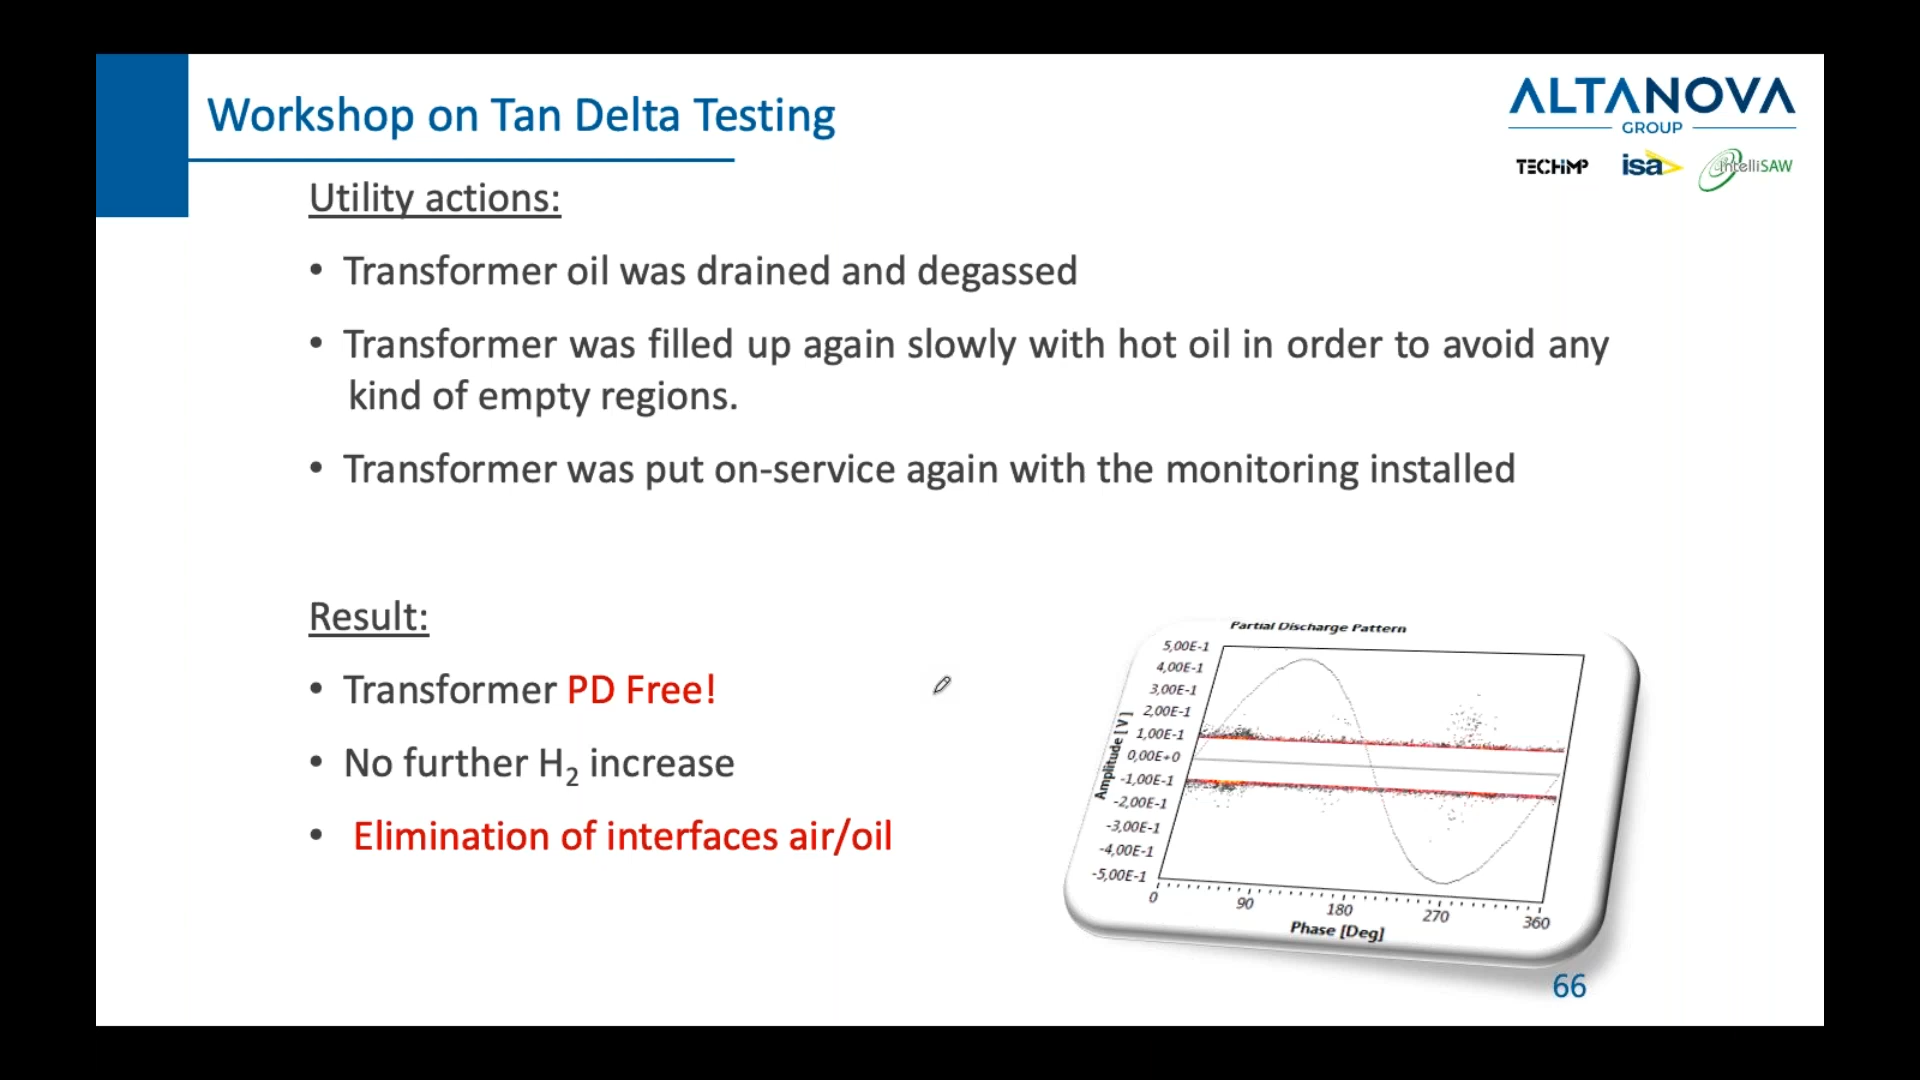 Workshop on Tan Delta Testing
ALTANOVA
GROUP
TECHIMP
isa
IntelliSAW
Utility actions:
• Transformer oil was drained and degassed
• Transformer was filled up again slowly with hot oil in order to avoid any
kind of empty regions.
• Transformer was put on-service again with the monitoring installed
Result:
• Transformer PD Free!
• No further H₂ increase
• Elimination of interfaces air/oil
Partial Discharge Pattern
5,00E-1
4,00E-1
3,00E-1
2,00E-1
1,00E-1
0,00E+0
-1,00E-1
-2,00E-1
-3,00E-1
-4,00E-1
-5,00E-1
Amplitude [V]
0 90 180 270 360
Phase [Deg]
66